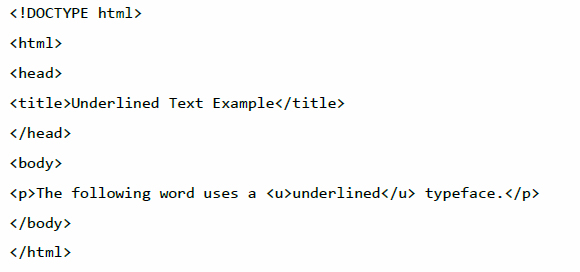 <!DOCTYPE html>
<html>
<head>
<title>Underlined Text Example</title>
</head>
<body>
<p>The following word uses a <u>underlined</u> typeface.</p>
</body>
</html>